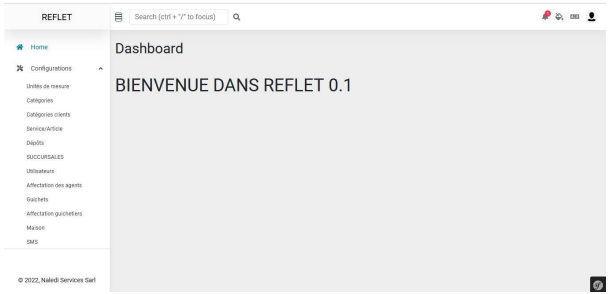 REFLET
Search (ctrl + "/" to focus)
Home
Dashboard
Configurations
BIENVENUE DANS REFLET 0.1
Unités de mesure
Catégories
Catégories clients
Service/Article
Dépôts
SUCCURSALES
Utilisateurs
Affectation des agents
Guichets
Affectation guichetiers
Maison
SMS
© 2022, Naledi Services Sarl